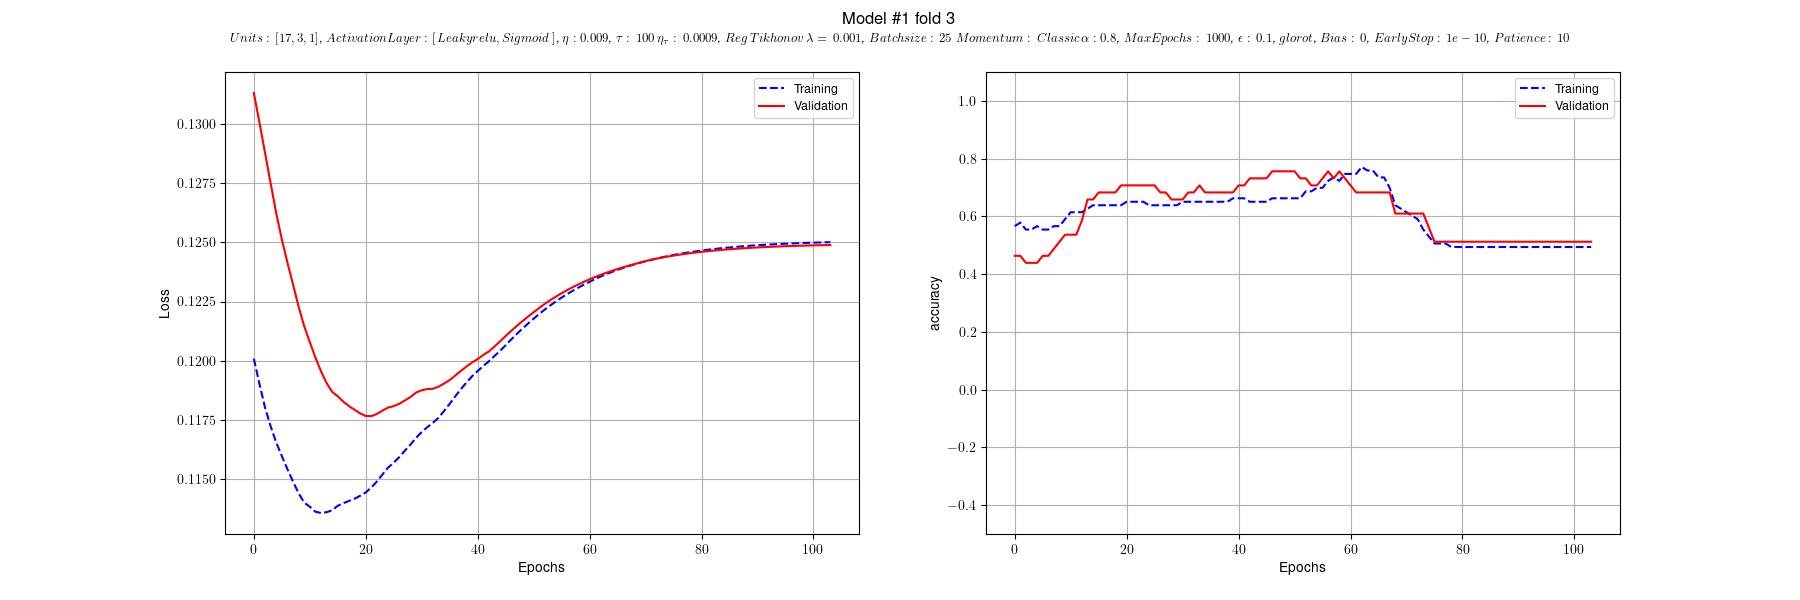 Model #1 fold 3
Units : [17, 3, 1], ActivationLayer : [Leakyrelu, Sigmoid ], η : 0.009, τ : 100 ητ : 0.0009, Reg Tikhonov λ = 0.001, Batchsize : 25 Momentum : Classic α : 0.8, MaxEpochs : 1000, ϵ : 0.1, glorot, Bias : 0, EarlyStop : 1e − 10, Patience : 10
Training
Validation
0.1300
0.1275
0.1250
0.1225
0.1200
0.1175
0.1150
Loss
0 20 40 60 80 100
Epochs
Training
Validation
1.0
0.8
0.6
0.4
0.2
0.0
−0.2
−0.4
accuracy
0 20 40 60 80 100
Epochs